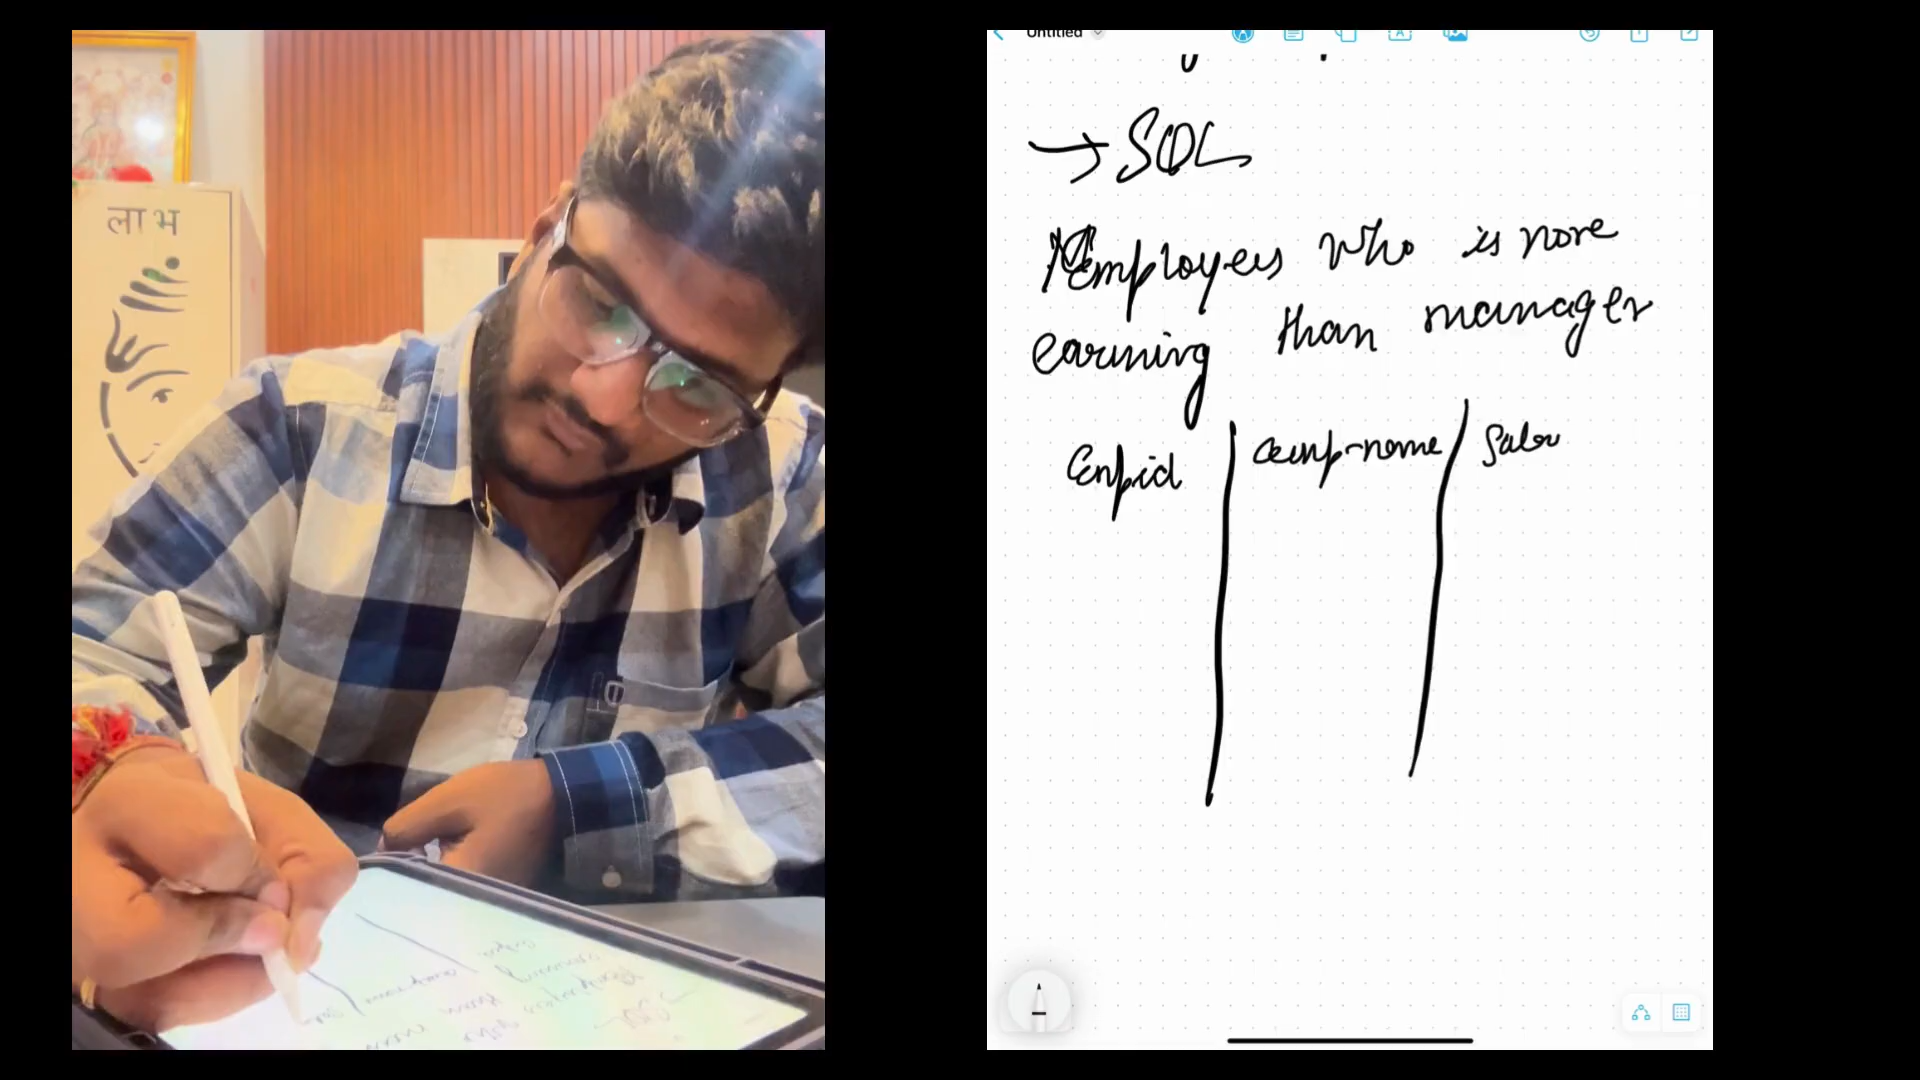 लाभ
Untitled
→ SQL
Employees who is more
earning than manager
Empid | emp-name | Sala